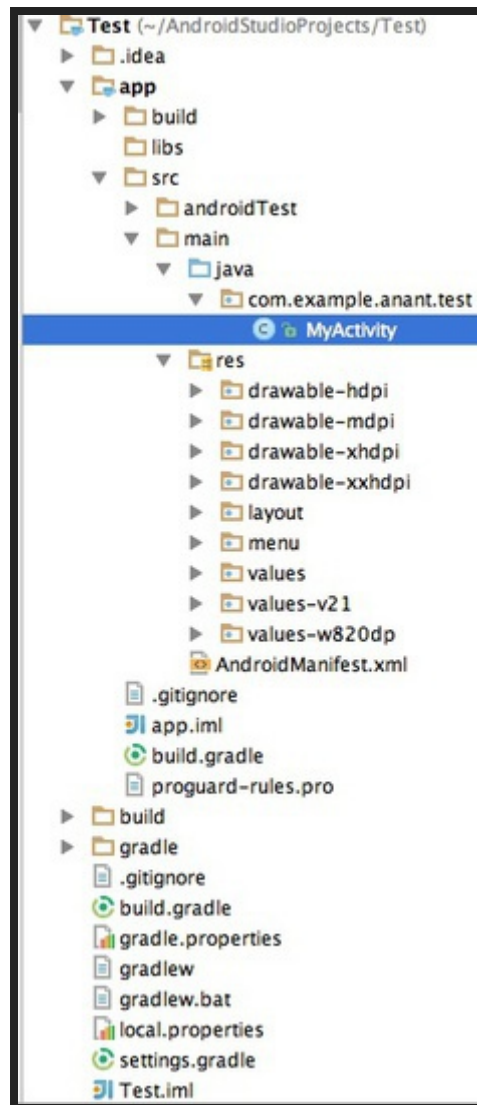 Test (~/AndroidStudioProjects/Test)
.idea
app
build
libs
src
androidTest
main
java
com.example.anant.test
MyActivity
res
drawable-hdpi
drawable-mdpi
drawable-xhdpi
drawable-xxhdpi
layout
menu
values
values-v21
values-w820dp
AndroidManifest.xml
.gitignore
app.iml
build.gradle
proguard-rules.pro
build
gradle
.gitignore
build.gradle
gradle.properties
gradlew
gradlew.bat
local.properties
settings.gradle
Test.iml